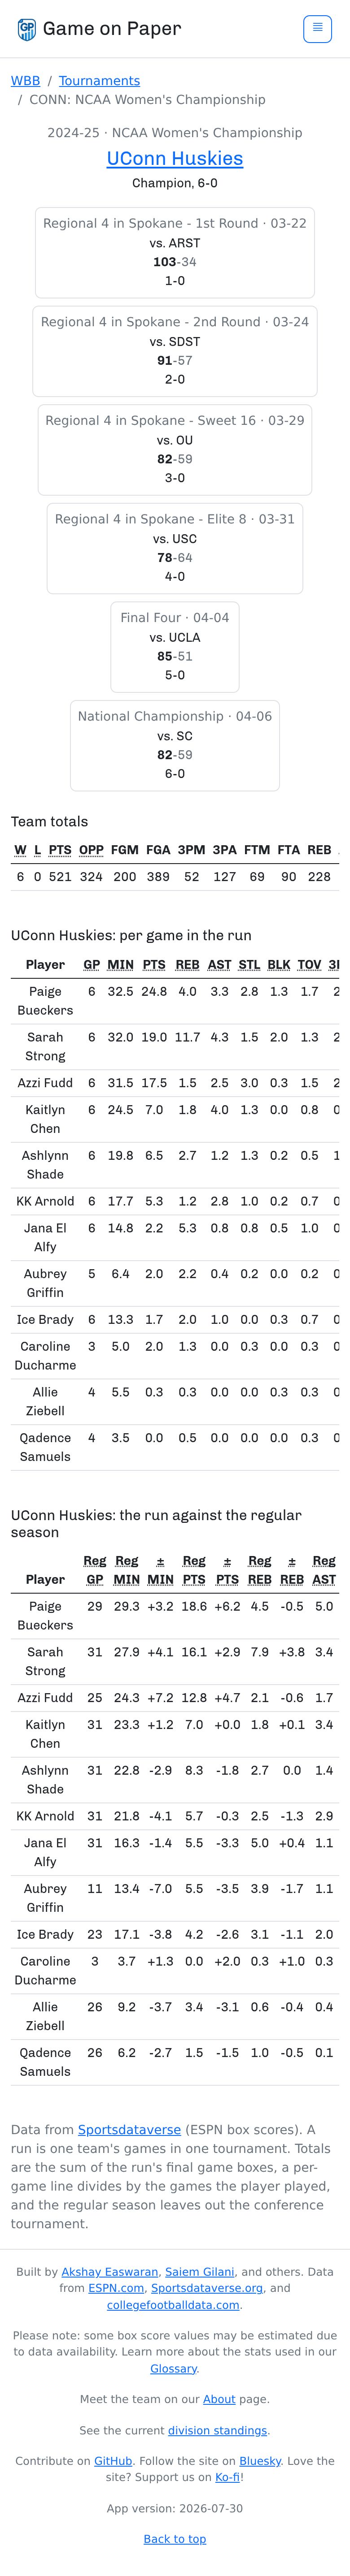 Game on Paper
WBB / Tournaments
/ CONN: NCAA Women's Championship
2024-25 · NCAA Women's Championship
UConn Huskies
Champion, 6-0
Regional 4 in Spokane - 1st Round · 03-22
vs. ARST
103-34
1-0
Regional 4 in Spokane - 2nd Round · 03-24
vs. SDST
91-57
2-0
Regional 4 in Spokane - Sweet 16 · 03-29
vs. OU
82-59
3-0
Regional 4 in Spokane - Elite 8 · 03-31
vs. USC
78-64
4-0
Final Four · 04-04
vs. UCLA
85-51
5-0
National Championship · 04-06
vs. SC
82-59
6-0
Team totals
W L PTS OPP FGM FGA 3PM 3PA FTM FTA REB
6 0 521 324 200 389 52 127 69 90 228
UConn Huskies: per game in the run
Player GP MIN PTS REB AST STL BLK TOV
Paige Bueckers 6 32.5 24.8 4.0 3.3 2.8 1.3 1.7
Sarah Strong 6 32.0 19.0 11.7 4.3 1.5 2.0 1.3
Azzi Fudd 6 31.5 17.5 1.5 2.5 3.0 0.3 1.5
Kaitlyn Chen 6 24.5 7.0 1.8 4.0 1.3 0.0 0.8
Ashlynn Shade 6 19.8 6.5 2.7 1.2 1.3 0.2 0.5
KK Arnold 6 17.7 5.3 1.2 2.8 1.0 0.2 0.7
Jana El Alfy 6 14.8 2.2 5.3 0.8 0.8 0.5 1.0
Aubrey Griffin 5 6.4 2.0 2.2 0.4 0.2 0.0 0.2
Ice Brady 6 13.3 1.7 2.0 1.0 0.0 0.3 0.7
Caroline Ducharme 3 5.0 2.0 1.3 0.0 0.3 0.0 0.3
Allie Ziebell 4 5.5 0.3 0.3 0.0 0.0 0.3 0.3
Qadence Samuels 4 3.5 0.0 0.5 0.0 0.0 0.0 0.3
UConn Huskies: the run against the regular
season
Player Reg GP Reg MIN ± MIN Reg PTS ± PTS Reg REB ± REB Reg AST
Paige Bueckers 29 29.3 +3.2 18.6 +6.2 4.5 -0.5 5.0
Sarah Strong 31 27.9 +4.1 16.1 +2.9 7.9 +3.8 3.4
Azzi Fudd 25 24.3 +7.2 12.8 +4.7 2.1 -0.6 1.7
Kaitlyn Chen 31 23.3 +1.2 7.0 +0.0 1.8 +0.1 3.4
Ashlynn Shade 31 22.8 -2.9 8.3 -1.8 2.7 0.0 1.4
KK Arnold 31 21.8 -4.1 5.7 -0.3 2.5 -1.3 2.9
Jana El Alfy 31 16.3 -1.4 5.5 -3.3 5.0 +0.4 1.1
Aubrey Griffin 11 13.4 -7.0 5.5 -3.5 3.9 -1.7 1.1
Ice Brady 23 17.1 -3.8 4.2 -2.6 3.1 -1.1 2.0
Caroline Ducharme 3 3.7 +1.3 0.0 +2.0 0.3 +1.0 0.3
Allie Ziebell 26 9.2 -3.7 3.4 -3.1 0.6 -0.4 0.4
Qadence Samuels 26 6.2 -2.7 1.5 -1.5 1.0 -0.5 0.1
Data from Sportsdataverse (ESPN box scores). A
run is one team's games in one tournament. Totals
are the sum of the run's final game boxes, a per-
game line divides by the games the player played,
and the regular season leaves out the conference
tournament.
Built by Akshay Easwaran, Saiem Gilani, and others. Data
from ESPN.com, Sportsdataverse.org, and
collegefootballdata.com.
Please note: some box score values may be estimated due
to data availability. Learn more about the stats used in our
Glossary.
Meet the team on our About page.
See the current division standings.
Contribute on GitHub. Follow the site on Bluesky. Love the
site? Support us on Ko-fi!
App version: 2026-07-30
Back to top